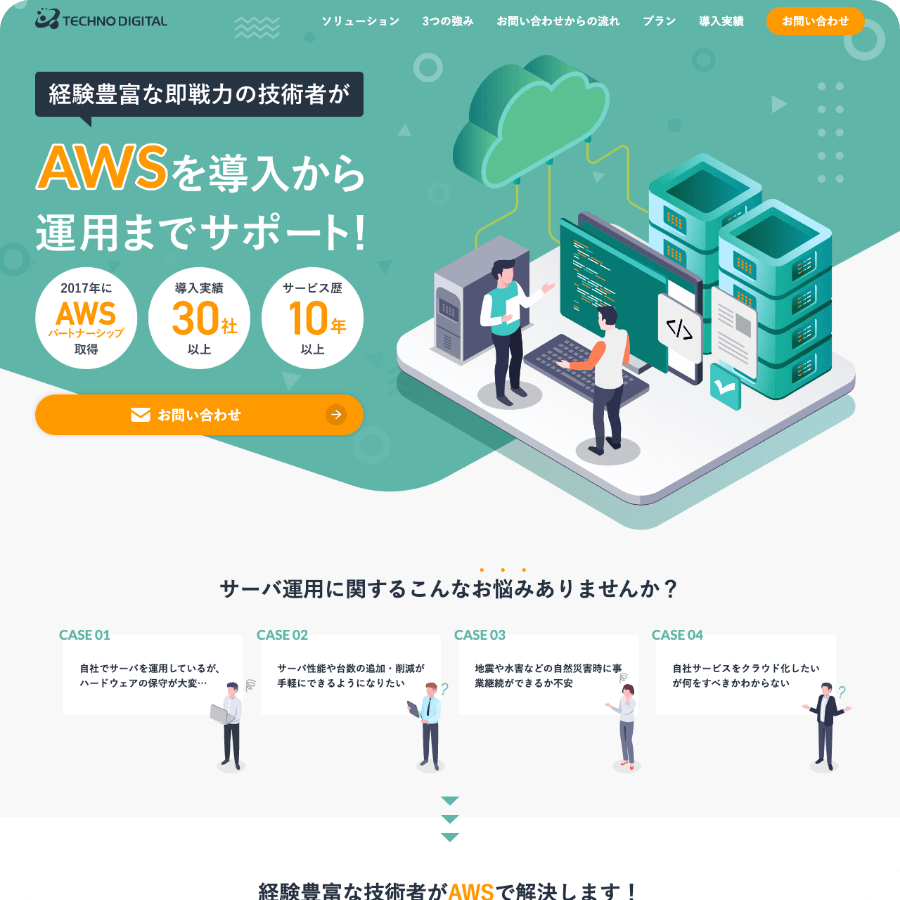 TECHNO DIGITAL
ソリューション
3つの強み
お問い合わせからの流れ
プラン
導入実績
お問い合わせ
経験豊富な即戦力の技術者が
AWSを導入から
運用までサポート！
2017年に
AWS
パートナーシップ
取得
導入実績
30社
以上
サービス歴
10年
以上
お問い合わせ
</>
サーバ運用に関するこんなお悩みありませんか？
CASE 01
自社でサーバを運用しているが、
ハードウェアの保守が大変…
CASE 02
サーバ性能や台数の追加・削減が
手軽にできるようになりたい
CASE 03
地震や水害などの自然災害時に事
業継続ができるか不安
CASE 04
自社サービスをクラウド化したい
が何をすべきかわからない
経験豊富な技術者がAWSで解決します！